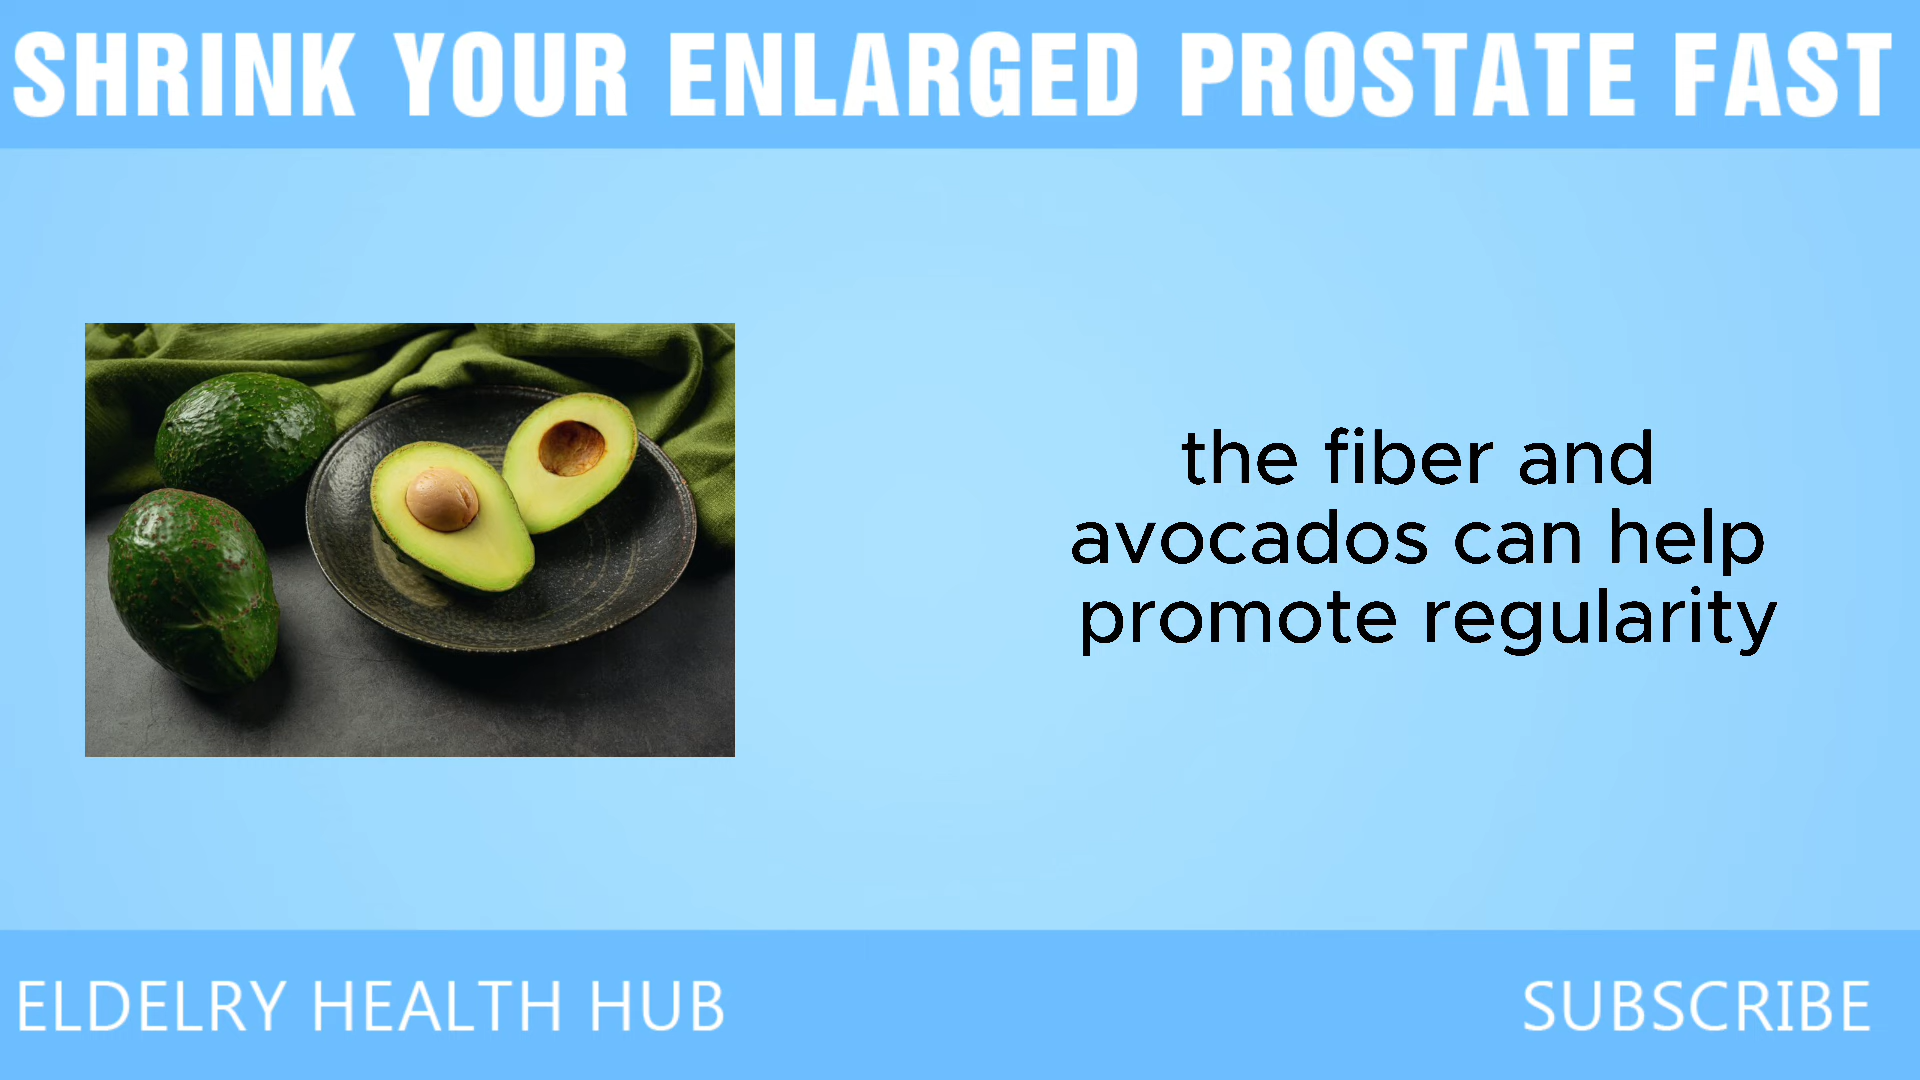 SHRINK YOUR ENLARGED PROSTATE FAST
the fiber and
avocados can help
promote regularity
ELDELRY HEALTH HUB
SUBSCRIBE